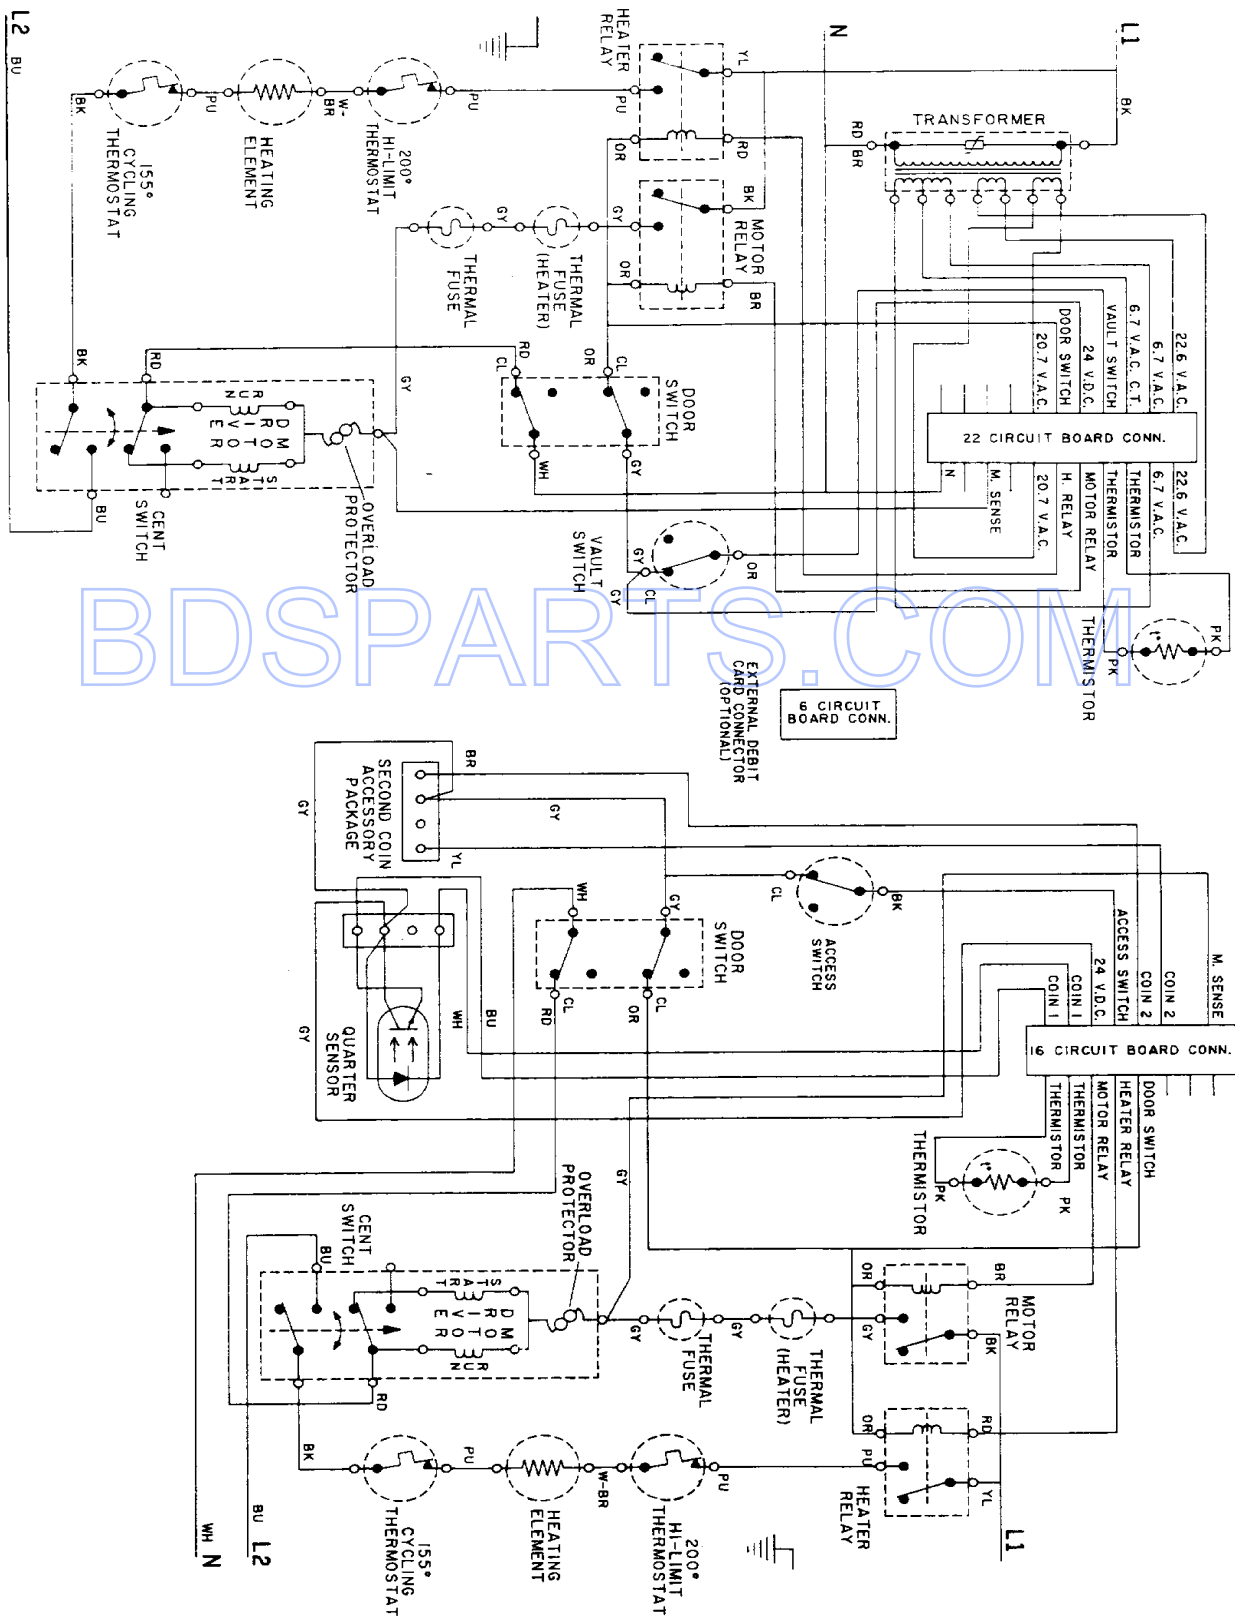 L2
BU
HEATER
RELAY
N
L1
YL
BK
TRANSFORMER
RD
BR
BK
PU
W-
BR
PU
PU
OR
RD
155°
CYCLING
THERMOSTAT
HEATING
ELEMENT
200°
HI-LIMIT
THERMOSTAT
BK
MOTOR
RELAY
GY
GY
OR
BR
THERMAL
FUSE
THERMAL
FUSE
(HEATER)
22.6 V.A.C.
6.7 V.A.C.
6.7 V.A.C. C.T.
VAULT SWITCH
24 V.D.C.
DOOR SWITCH
20.7 V.A.C.
22 CIRCUIT BOARD CONN.
22.6 V.A.C.
6.7 V.A.C.
THERMISTOR
THERMISTOR
MOTOR RELAY
H. RELAY
20.7 V.A.C.
M. SENSE
N
BK
RD
GY
RD
CL
OR
CL
DOOR
SWITCH
WH
GY
RUN
START
DRIVE
MOTOR
BU
CENT
SWITCH
OVERLOAD
PROTECTOR
VAULT
SWITCH
GY
CL
GY
OR
PK
PK
t°
THERMISTOR
BDSPARTS.COM
EXTERNAL DEBIT
CARD CONNECTOR
(OPTIONAL)
6 CIRCUIT
BOARD CONN.
BR
GY
YL
GY
SECOND COIN
ACCESSORY
PACKAGE
WH
GY
CL
BK
ACCESS
SWITCH
DOOR
SWITCH
CL
RD
CL
OR
M. SENSE
COIN 2
COIN 2
ACCESS SWITCH
24 V.D.C.
COIN 1
COIN 1
16 CIRCUIT BOARD CONN.
DOOR SWITCH
HEATER RELAY
MOTOR RELAY
THERMISTOR
THERMISTOR
WH
BU
GY
QUARTER
SENSOR
t°
PK
PK
THERMISTOR
GY
OVERLOAD
PROTECTOR
CENT
SWITCH
BU
START
RUN
DRIVE
MOTOR
RD
GY
GY
THERMAL
FUSE
THERMAL
FUSE
(HEATER)
OR
BR
GY
BK
MOTOR
RELAY
OR
RD
PU
YL
HEATER
RELAY
BK
PU
W-BR
PU
155°
CYCLING
THERMOSTAT
HEATING
ELEMENT
200°
HI-LIMIT
THERMOSTAT
L1
BU L2
WH N